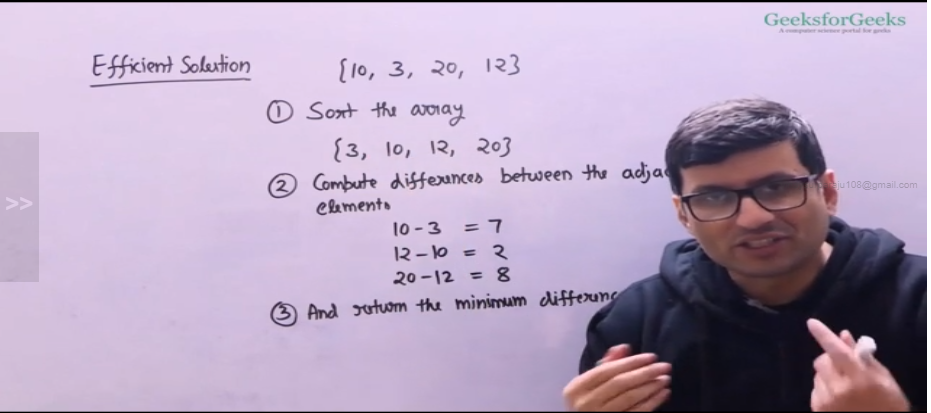 GeeksforGeeks
A computer science portal for geeks
Efficient Solution
{10, 3, 20, 12}
① Sort the array
{3, 10, 12, 20}
② Compute differences between the
elements
10-3 = 7
12-10 = 2
20-12 = 8
③ And return the minimum
>>